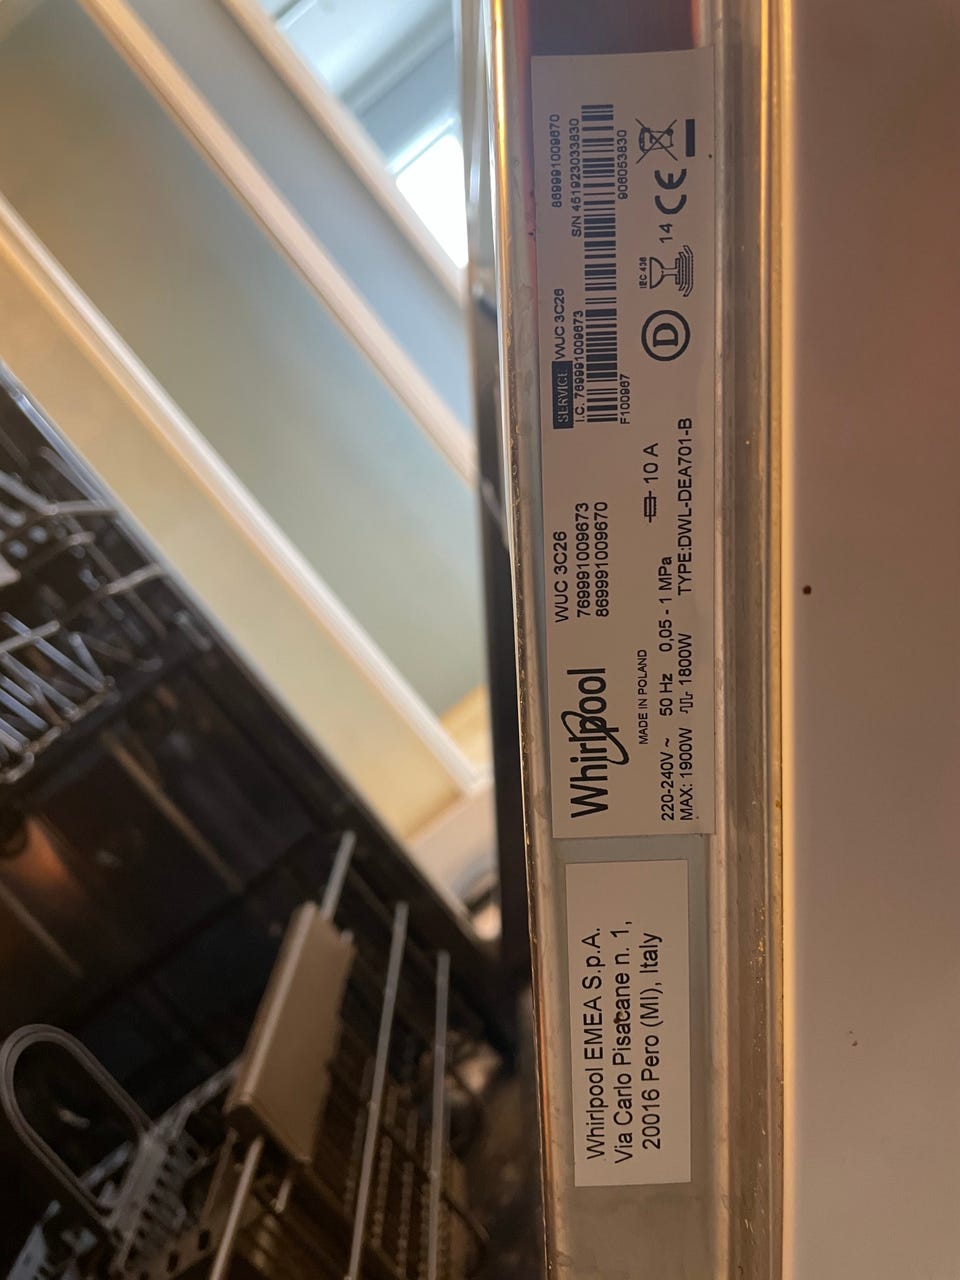 Whirlpool
WUC 3C26
769991009673
869991009670
MADE IN POLAND
220-240V ~ 50 Hz 0,05 - 1 MPa 10 A
MAX: 1900W 1800W TYPE:DWL-DEA701-B
SERVICE WUC 3C26 869991009670
I.C. 769991009673 S/N 451923033830
F100967 906053830
D
IEC 436
14 CE
Whirlpool EMEA S.p.A.
Via Carlo Pisacane n. 1,
20016 Pero (MI), Italy